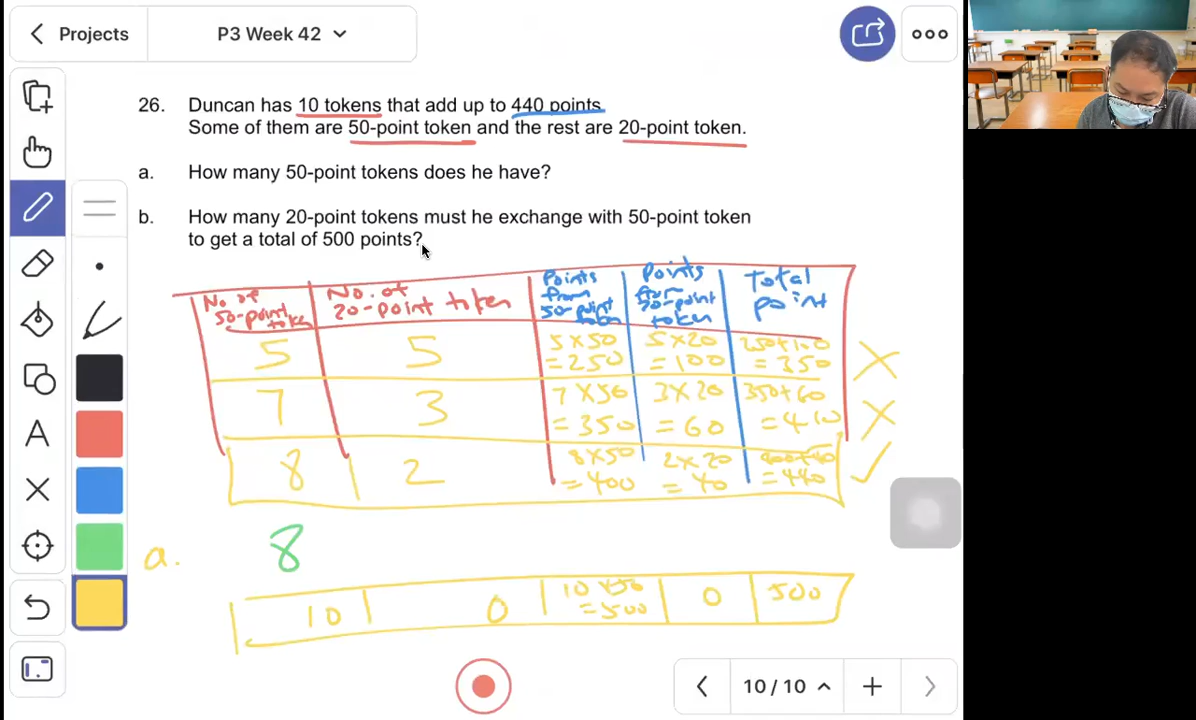 Projects
P3 Week 42
26. Duncan has 10 tokens that add up to 440 points.
Some of them are 50-point token and the rest are 20-point token.
a. How many 50-point tokens does he have?
b. How many 20-point tokens must he exchange with 50-point token
to get a total of 500 points?
No. of
50-point
token
No. of
20-point token
Points
from
50-point
token
Points
from
20-point
token
Total
point
5
5
5 x 50
= 250
5 x 20
= 100
250 + 100
= 350
X
7
3
7 x 50
= 350
3 x 20
= 60
350 + 60
= 410
X
8
2
8 x 50
= 400
2 x 20
= 40
400 + 40
= 440
✓
a. 8
10
0
10 x 50
= 500
0
500
A
10 / 10